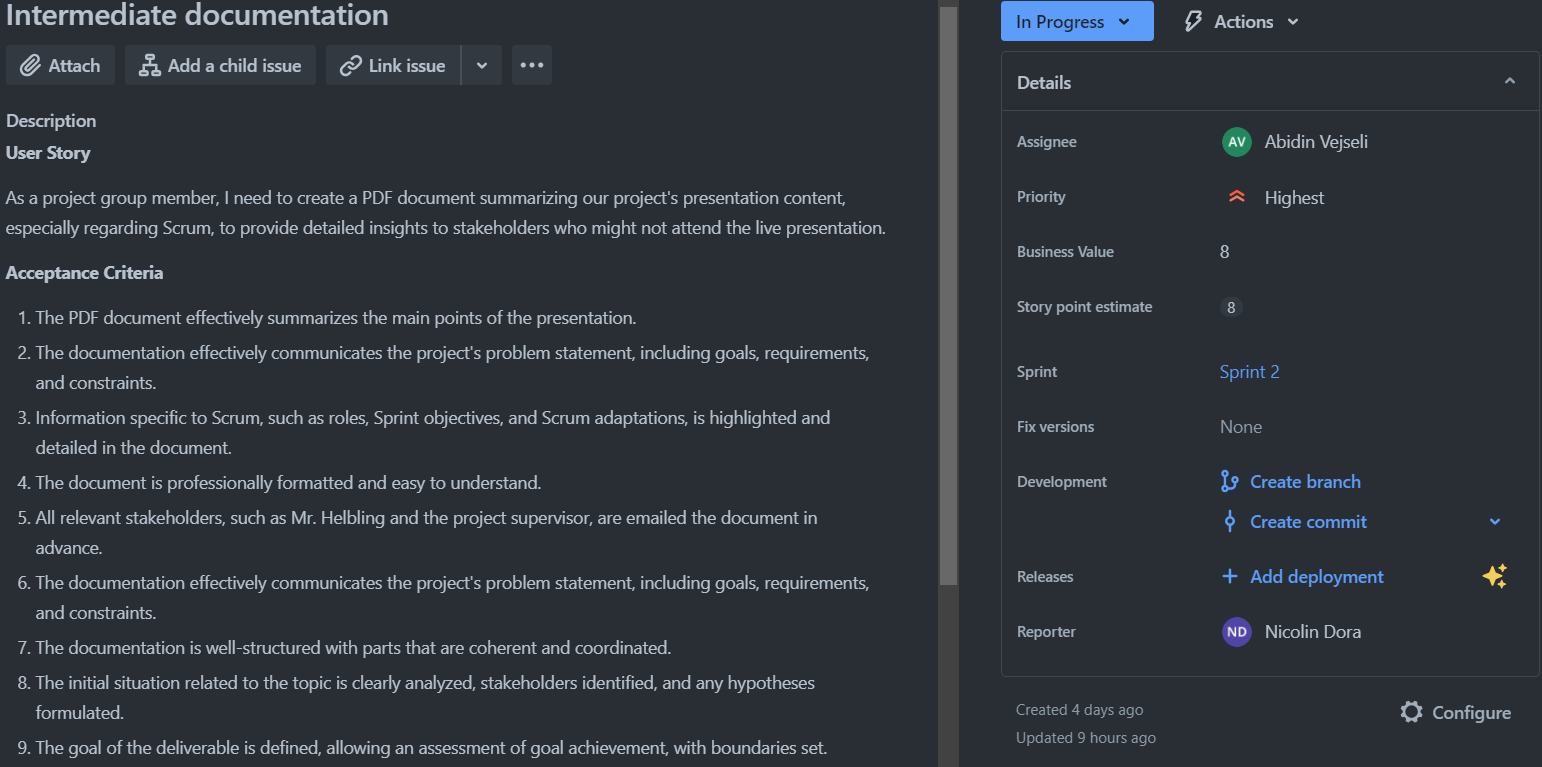 Intermediate documentation
Attach
Add a child issue
Link issue
Description
User Story
As a project group member, I need to create a PDF document summarizing our project's presentation content,
especially regarding Scrum, to provide detailed insights to stakeholders who might not attend the live presentation.
Acceptance Criteria
1. The PDF document effectively summarizes the main points of the presentation.
2. The documentation effectively communicates the project's problem statement, including goals, requirements,
and constraints.
3. Information specific to Scrum, such as roles, Sprint objectives, and Scrum adaptations, is highlighted and
detailed in the document.
4. The document is professionally formatted and easy to understand.
5. All relevant stakeholders, such as Mr. Helbling and the project supervisor, are emailed the document in
advance.
6. The documentation effectively communicates the project's problem statement, including goals, requirements,
and constraints.
7. The documentation is well-structured with parts that are coherent and coordinated.
8. The initial situation related to the topic is clearly analyzed, stakeholders identified, and any hypotheses
formulated.
9. The goal of the deliverable is defined, allowing an assessment of goal achievement, with boundaries set.
In Progress
Actions
Details
Assignee
AV Abidin Vejseli
Priority
Highest
Business Value
8
Story point estimate
8
Sprint
Sprint 2
Fix versions
None
Development
Create branch
Create commit
Releases
Add deployment
Reporter
ND Nicolin Dora
Created 4 days ago
Updated 9 hours ago
Configure